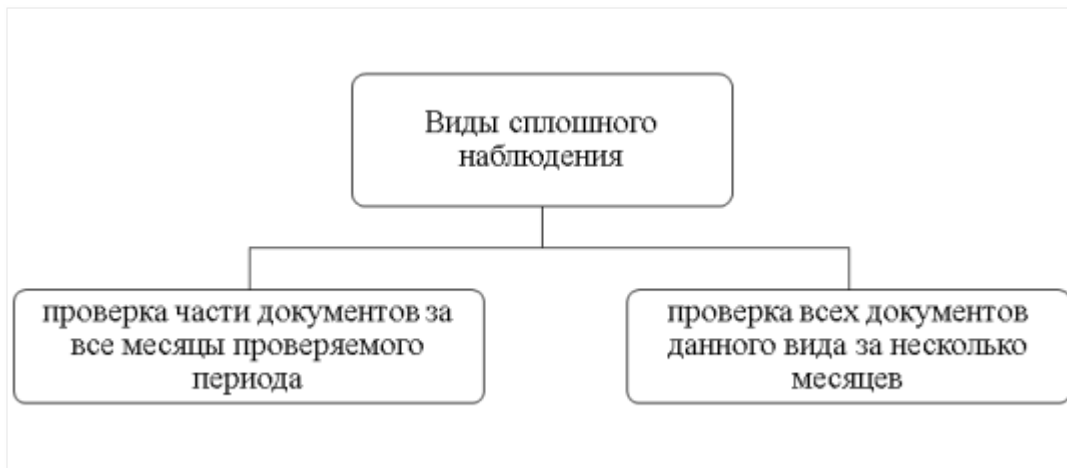 Виды сплошного
наблюдения
проверка части документов за
все месяцы проверяемого
периода
проверка всех документов
данного вида за несколько
месяцев